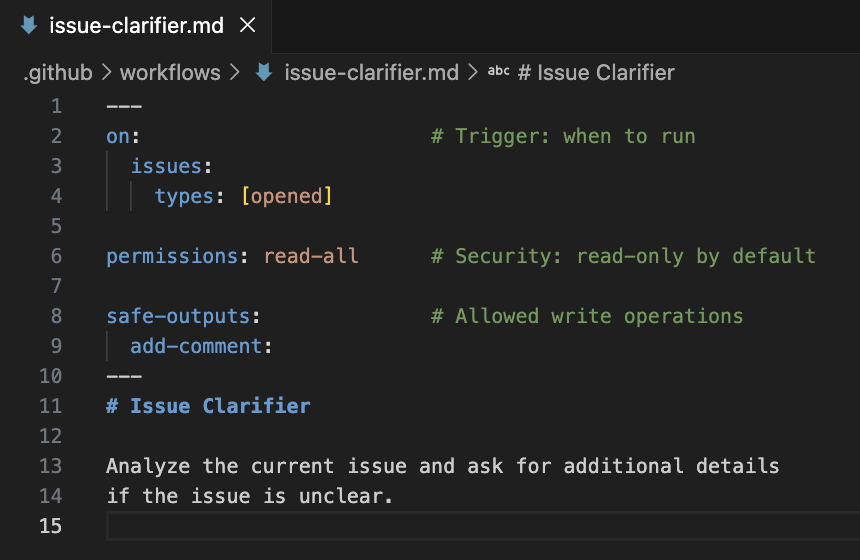 issue-clarifier.md
.github > workflows > issue-clarifier.md > abc # Issue Clarifier
1 ---
2 on: # Trigger: when to run
3 issues:
4 types: [opened]
5
6 permissions: read-all # Security: read-only by default
7
8 safe-outputs: # Allowed write operations
9 add-comment:
10 ---
11 # Issue Clarifier
12
13 Analyze the current issue and ask for additional details
14 if the issue is unclear.
15